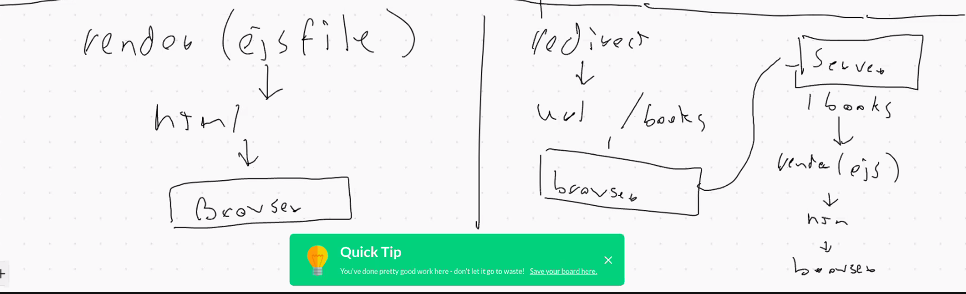 render (ejsfile)
html
Browser
redirect
url /books
browser
Server
/books
render(ejs)
htm
browser
Quick Tip
You've done pretty good work here - don't let it go to waste! Save your board here.